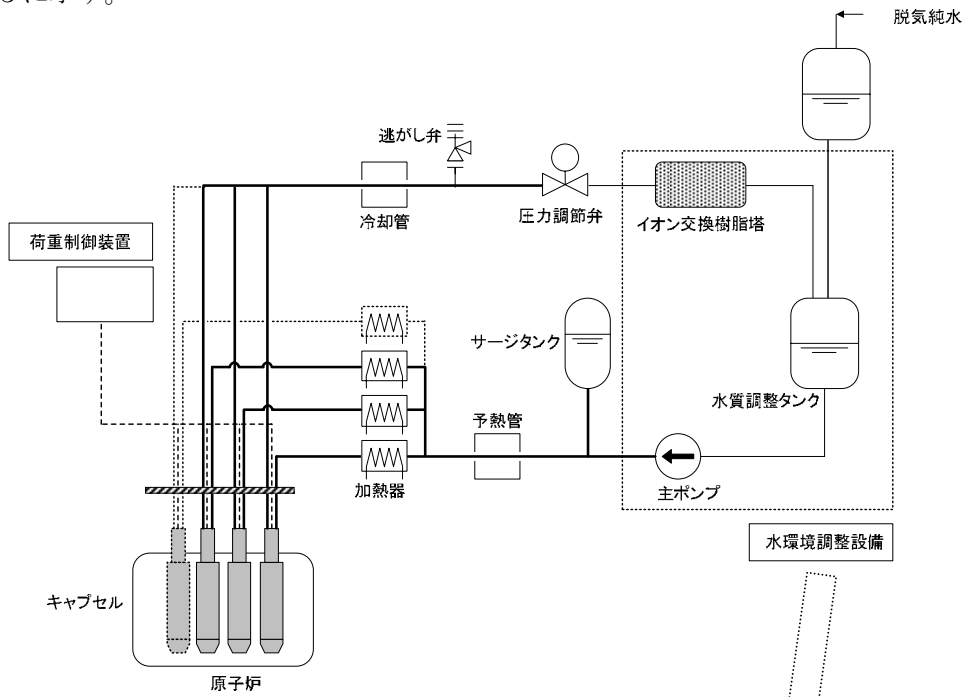 に示す。
脱気純水
逃がし弁
冷却管
圧力調節弁
イオン交換樹脂塔
荷重制御装置
サージタンク
水質調整タンク
予熱管
加熱器
主ポンプ
水環境調整設備
キャプセル
原子炉